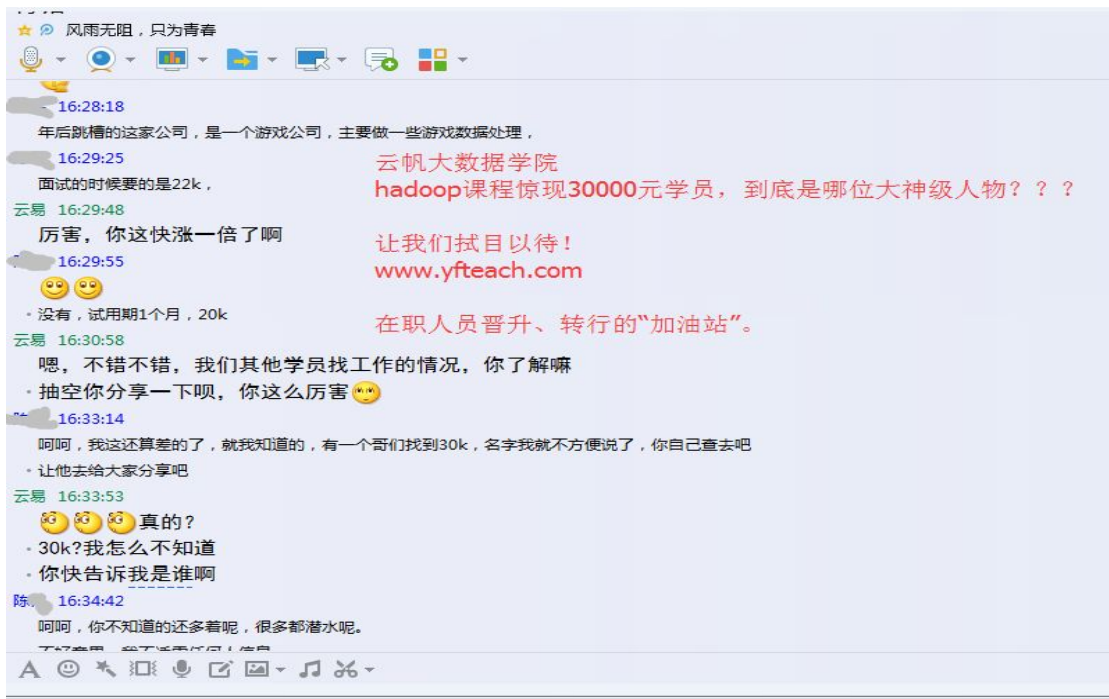 风雨无阻，只为青春
16:28:18
年后跳槽的这家公司，是一个游戏公司，主要做一些游戏数据处理，
16:29:25
面试的时候要的是22k，
云易 16:29:48
厉害，你这快涨一倍了啊
16:29:55
没有，试用期1个月，20k
云易 16:30:58
嗯，不错不错，我们其他学员找工作的情况，你了解嘛
抽空你分享一下呗，你这么厉害
16:33:14
呵呵，我这还算差的了，就我知道的，有一个哥们找到30k，名字我就不方便说了，你自己查去吧
让他去给大家分享吧
云易 16:33:53
真的?
30k?我怎么不知道
你快告诉我是谁啊
陈 16:34:42
呵呵，你不知道的还多着呢，很多都潜水呢。
云帆大数据学院
hadoop课程惊现30000元学员，到底是哪位大神级人物？？？
让我们拭目以待！
www.yfteach.com
在职人员晋升、转行的“加油站”。